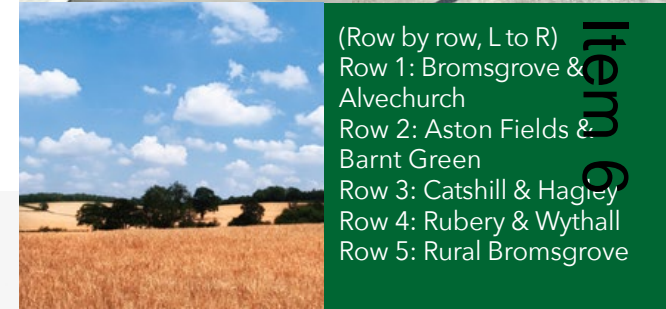 (Row by row, L to R)
Row 1: Bromsgrove &
Alvechurch
Row 2: Aston Fields &
Barnt Green
Row 3: Catshill & Hagley
Row 4: Rubery & Wythall
Row 5: Rural Bromsgrove
Item 6